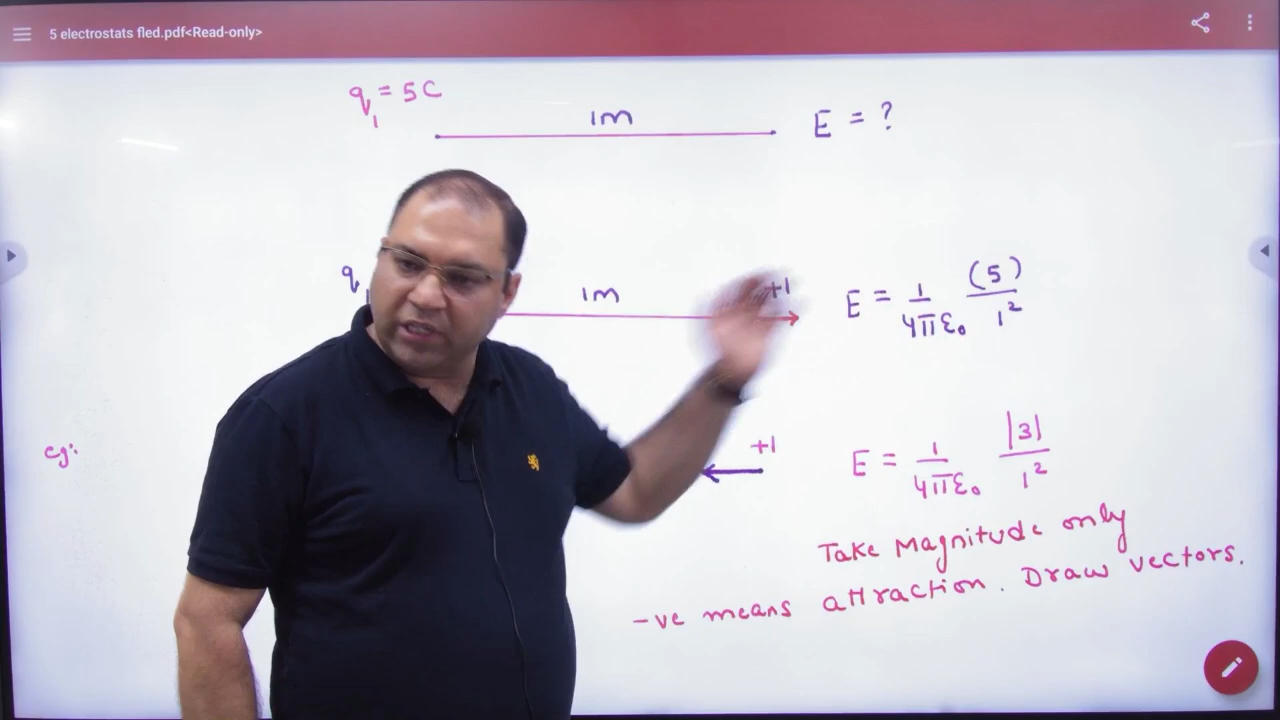 5 electrostats fled.pdf<Read-only>
q₁ = 5C
1m
E = ?
q₁
1m
+1
E = 1/4πε₀ (5)/1²
eg:
+1
E = 1/4πε₀ |3|/1²
Take Magnitude only
-ve means attraction. Draw vectors.